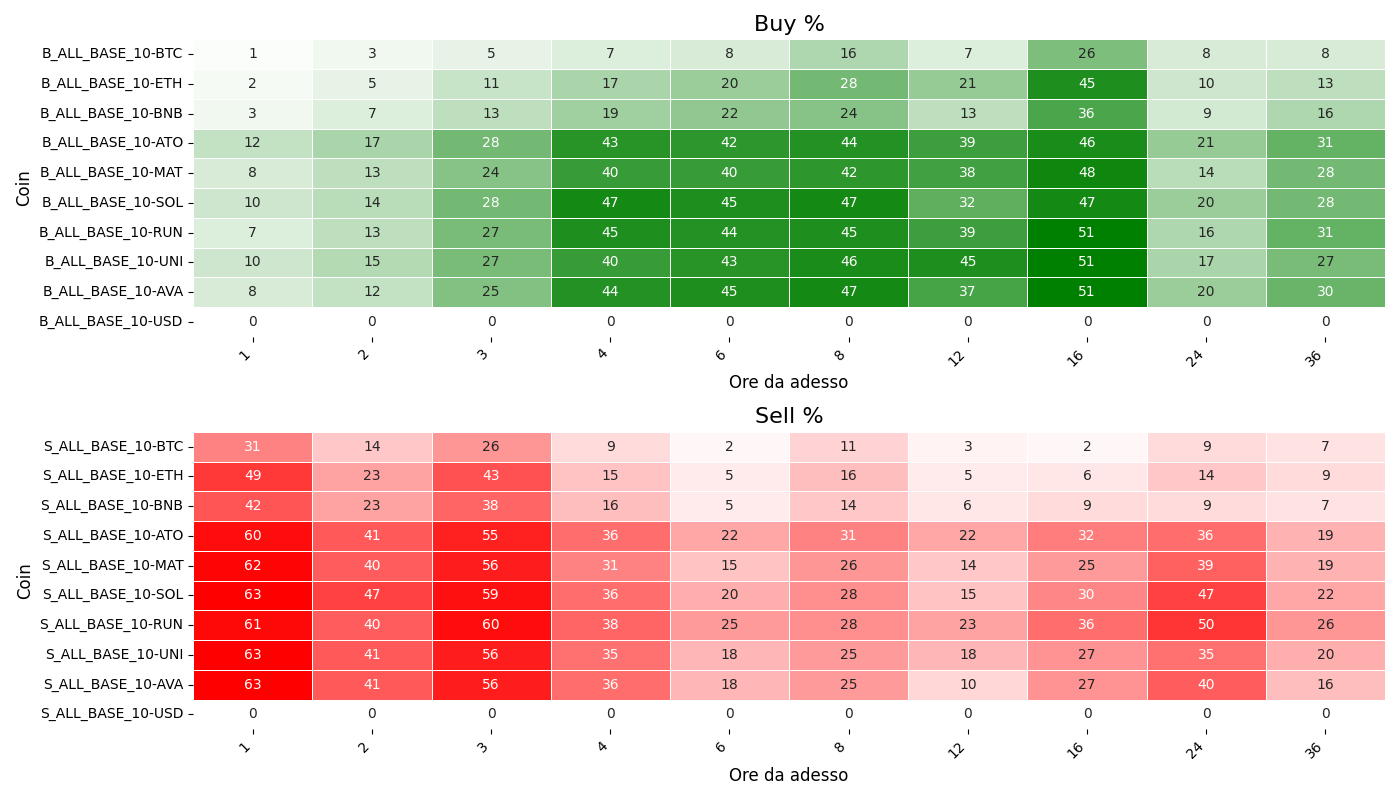 Buy %
Coin
B_ALL_BASE_10-BTC 1 3 5 7 8 16 7 26 8 8
B_ALL_BASE_10-ETH 2 5 11 17 20 28 21 45 10 13
B_ALL_BASE_10-BNB 3 7 13 19 22 24 13 36 9 16
B_ALL_BASE_10-ATO 12 17 28 43 42 44 39 46 21 31
B_ALL_BASE_10-MAT 8 13 24 40 40 42 38 48 14 28
B_ALL_BASE_10-SOL 10 14 28 47 45 47 32 47 20 28
B_ALL_BASE_10-RUN 7 13 27 45 44 45 39 51 16 31
B_ALL_BASE_10-UNI 10 15 27 40 43 46 45 51 17 27
B_ALL_BASE_10-AVA 8 12 25 44 45 47 37 51 20 30
B_ALL_BASE_10-USD 0 0 0 0 0 0 0 0 0 0
1 2 3 4 6 8 12 16 24 36
Ore da adesso
Sell %
Coin
S_ALL_BASE_10-BTC 31 14 26 9 2 11 3 2 9 7
S_ALL_BASE_10-ETH 49 23 43 15 5 16 5 6 14 9
S_ALL_BASE_10-BNB 42 23 38 16 5 14 6 9 9 7
S_ALL_BASE_10-ATO 60 41 55 36 22 31 22 32 36 19
S_ALL_BASE_10-MAT 62 40 56 31 15 26 14 25 39 19
S_ALL_BASE_10-SOL 63 47 59 36 20 28 15 30 47 22
S_ALL_BASE_10-RUN 61 40 60 38 25 28 23 36 50 26
S_ALL_BASE_10-UNI 63 41 56 35 18 25 18 27 35 20
S_ALL_BASE_10-AVA 63 41 56 36 18 25 10 27 40 16
S_ALL_BASE_10-USD 0 0 0 0 0 0 0 0 0 0
1 2 3 4 6 8 12 16 24 36
Ore da adesso